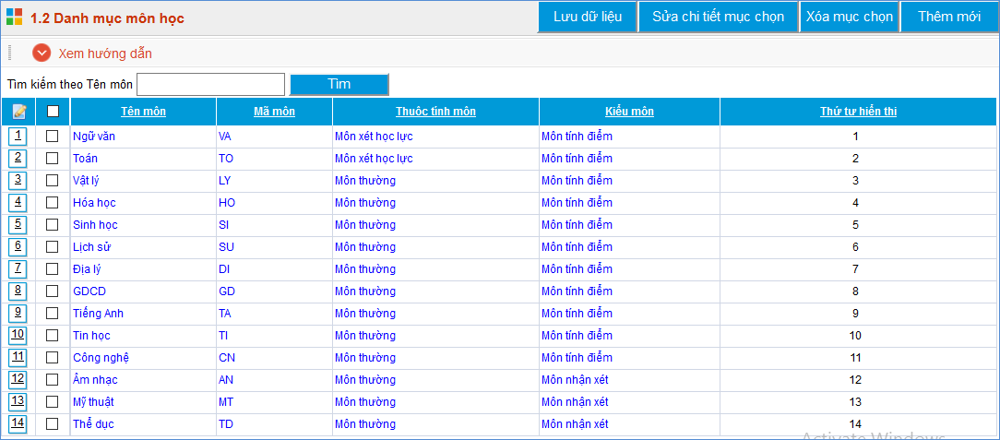 1.2 Danh mục môn học Lưu dữ liệu Sửa chi tiết mục chọn Xóa mục chọn Thêm mới
Xem hướng dẫn
Tìm kiếm theo Tên môn Tìm
Tên môn Mã môn Thuộc tính môn Kiểu môn Thứ tự hiển thị
1 Ngữ văn VA Môn xét học lực Môn tính điểm 1
2 Toán TO Môn xét học lực Môn tính điểm 2
3 Vật lý LY Môn thường Môn tính điểm 3
4 Hóa học HO Môn thường Môn tính điểm 4
5 Sinh học SI Môn thường Môn tính điểm 5
6 Lịch sử SU Môn thường Môn tính điểm 6
7 Địa lý DI Môn thường Môn tính điểm 7
8 GDCD GD Môn thường Môn tính điểm 8
9 Tiếng Anh TA Môn thường Môn tính điểm 9
10 Tin học TI Môn thường Môn tính điểm 10
11 Công nghệ CN Môn thường Môn tính điểm 11
12 Âm nhạc AN Môn thường Môn nhận xét 12
13 Mỹ thuật MT Môn thường Môn nhận xét 13
14 Thể dục TD Môn thường Môn nhận xét 14
Activate Windows